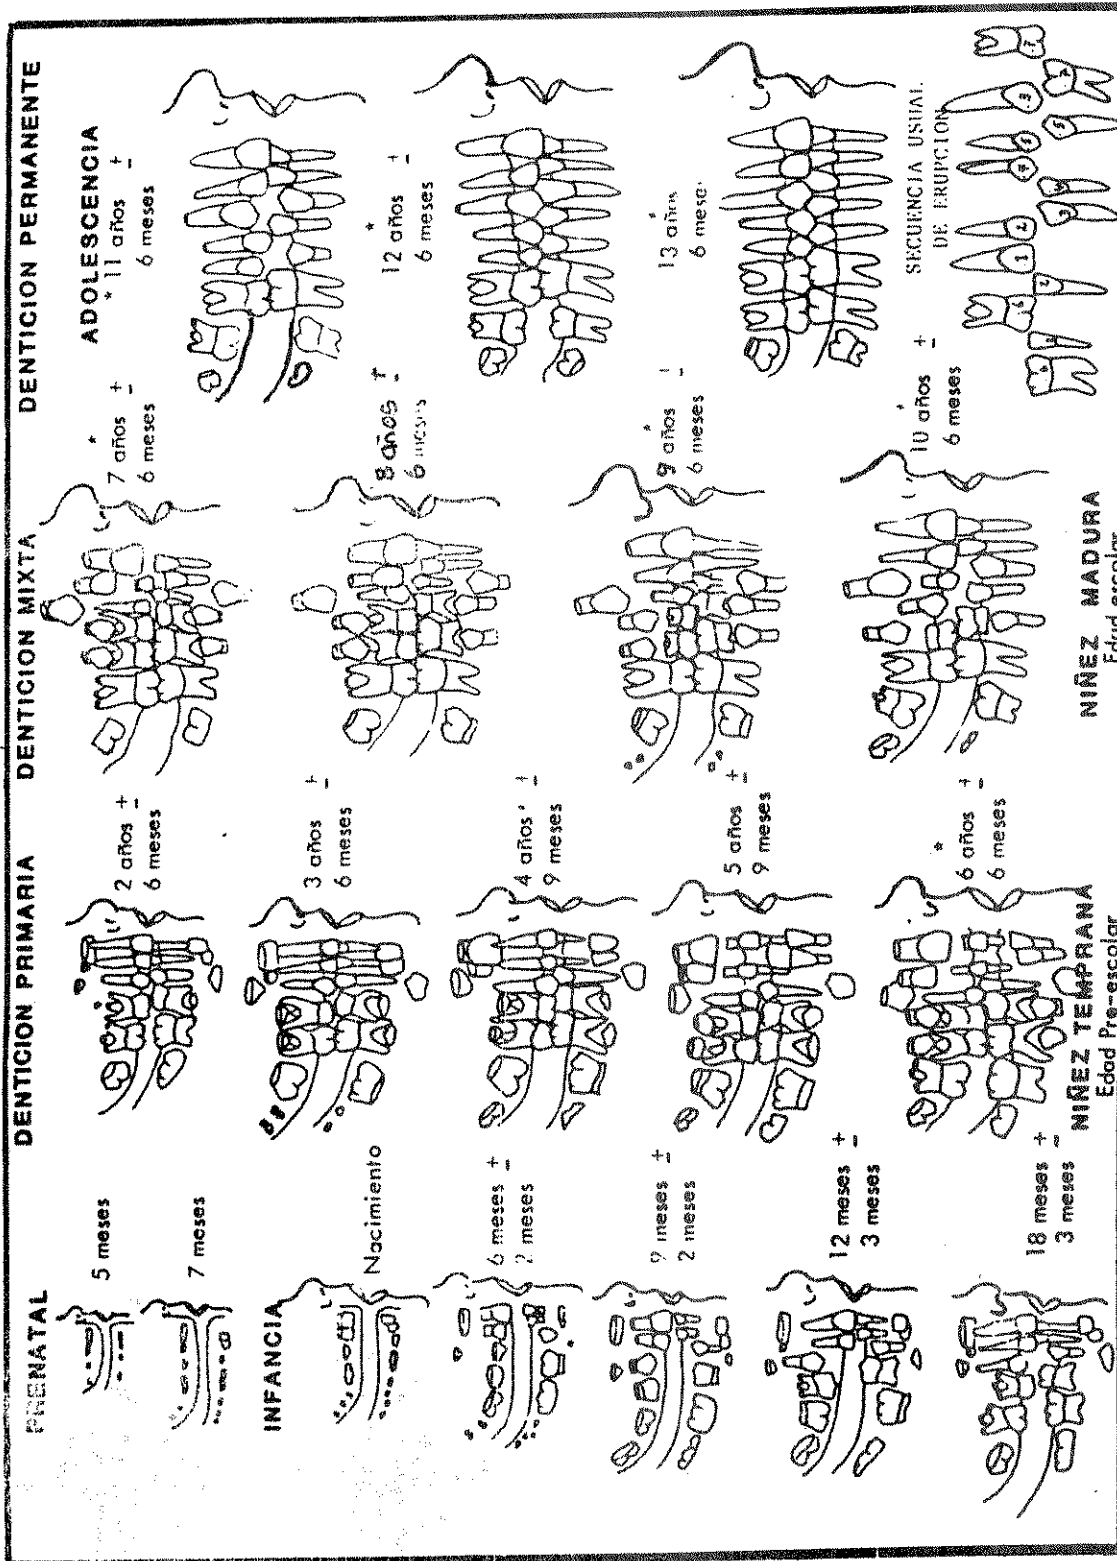 PRENATAL
5 meses
7 meses
INFANCIA
Nacimiento
6 meses ±
2 meses
9 meses ±
2 meses
12 meses ±
3 meses
18 meses ±
3 meses
DENTICION PRIMARIA
2 años ±
6 meses
3 años ±
6 meses
4 años ±
9 meses
5 años ±
9 meses
*
6 años ±
6 meses
NIÑEZ TEMPRANA
Edad Pre-escolar
DENTICION MIXTA
*
7 años ±
6 meses
8 años ±
6 meses
*
9 años ±
6 meses
*
10 años ±
6 meses
NIÑEZ MADURA
Edad escolar
DENTICION PERMANENTE
ADOLESCENCIA
* 11 años ±
6 meses
*
12 años ±
6 meses
*
13 años
6 meses
SECUENCIA USUAL
DE ERUPCION